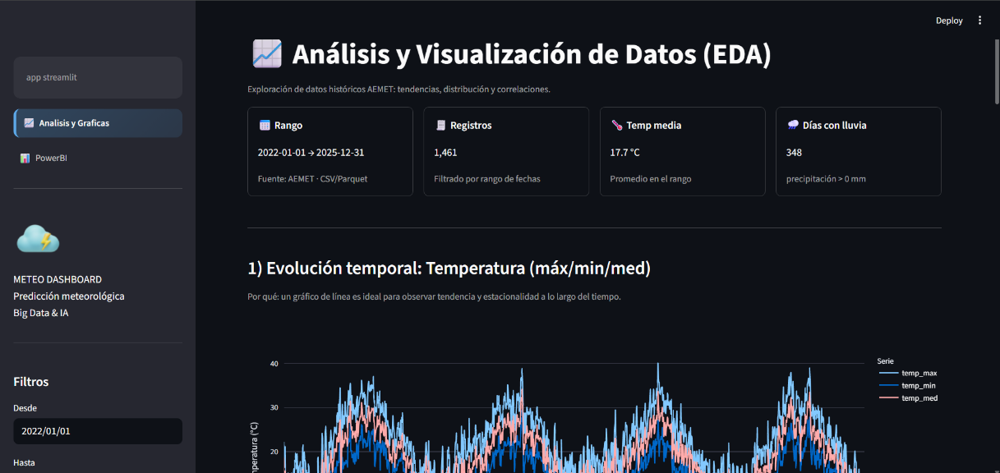 Deploy
app streamlit
Analisis y Graficas
PowerBI
METEO DASHBOARD
Predicción meteorológica
Big Data & IA
Filtros
Desde
2022/01/01
Hasta
Análisis y Visualización de Datos (EDA)
Exploración de datos históricos AEMET: tendencias, distribución y correlaciones.
Rango
2022-01-01 → 2025-12-31
Fuente: AEMET · CSV/Parquet
Registros
1,461
Filtrado por rango de fechas
Temp media
17.7 °C
Promedio en el rango
Días con lluvia
348
precipitación > 0 mm
1) Evolución temporal: Temperatura (máx/min/med)
Por qué: un gráfico de línea es ideal para observar tendencia y estacionalidad a lo largo del tiempo.
40
30
20
mperatura (°C)
Serie
temp_max
temp_min
temp_med